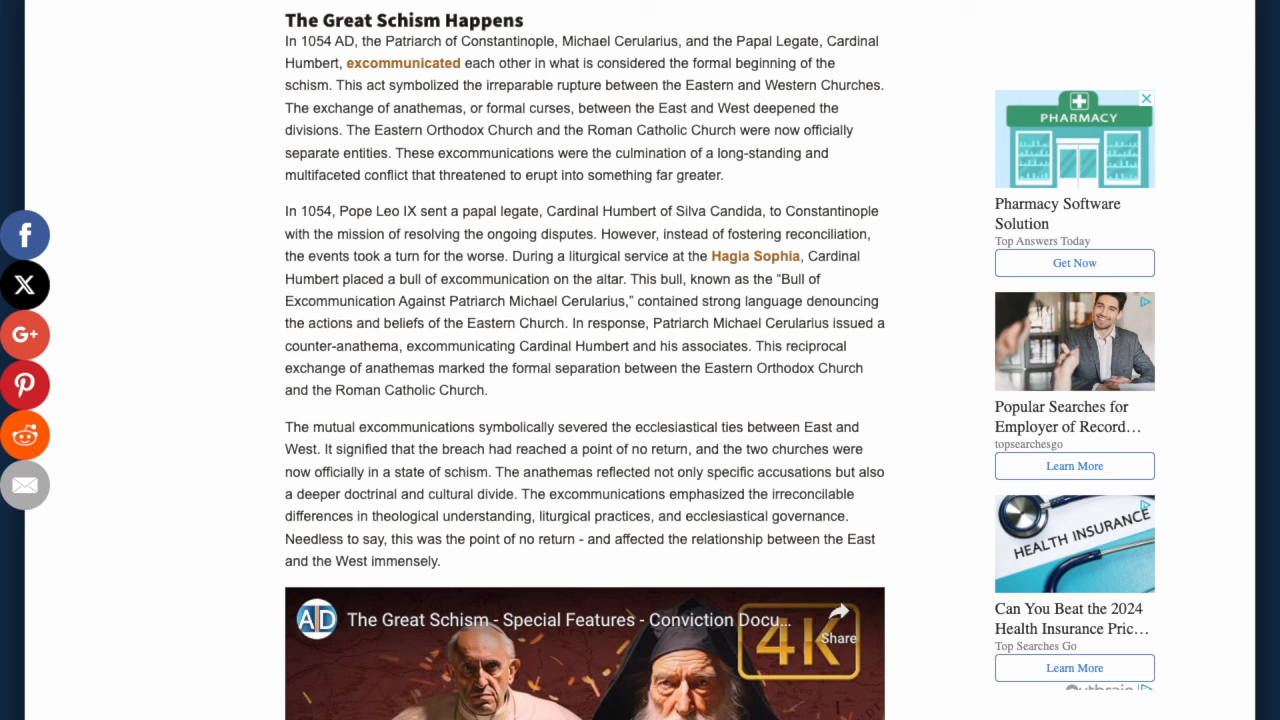 The Great Schism Happens
In 1054 AD, the Patriarch of Constantinople, Michael Cerularius, and the Papal Legate, Cardinal
Humbert, excommunicated each other in what is considered the formal beginning of the
schism. This act symbolized the irreparable rupture between the Eastern and Western Churches.
The exchange of anathemas, or formal curses, between the East and West deepened the
divisions. The Eastern Orthodox Church and the Roman Catholic Church were now officially
separate entities. These excommunications were the culmination of a long-standing and
multifaceted conflict that threatened to erupt into something far greater.
In 1054, Pope Leo IX sent a papal legate, Cardinal Humbert of Silva Candida, to Constantinople
with the mission of resolving the ongoing disputes. However, instead of fostering reconciliation,
the events took a turn for the worse. During a liturgical service at the Hagia Sophia, Cardinal
Humbert placed a bull of excommunication on the altar. This bull, known as the “Bull of
Excommunication Against Patriarch Michael Cerularius,” contained strong language denouncing
the actions and beliefs of the Eastern Church. In response, Patriarch Michael Cerularius issued a
counter-anathema, excommunicating Cardinal Humbert and his associates. This reciprocal
exchange of anathemas marked the formal separation between the Eastern Orthodox Church
and the Roman Catholic Church.
The mutual excommunications symbolically severed the ecclesiastical ties between East and
West. It signified that the breach had reached a point of no return, and the two churches were
now officially in a state of schism. The anathemas reflected not only specific accusations but also
a deeper doctrinal and cultural divide. The excommunications emphasized the irreconcilable
differences in theological understanding, liturgical practices, and ecclesiastical governance.
Needless to say, this was the point of no return - and affected the relationship between the East
and the West immensely.
AD The Great Schism - Special Features - Conviction Docu...
Share
4K
PHARMACY
Pharmacy Software
Solution
Top Answers Today
Get Now
Popular Searches for
Employer of Record…
topsearchesgo
Learn More
HEALTH INSURANCE
Can You Beat the 2024
Health Insurance Pric…
Top Searches Go
Learn More
Outbrain
f
X
G+